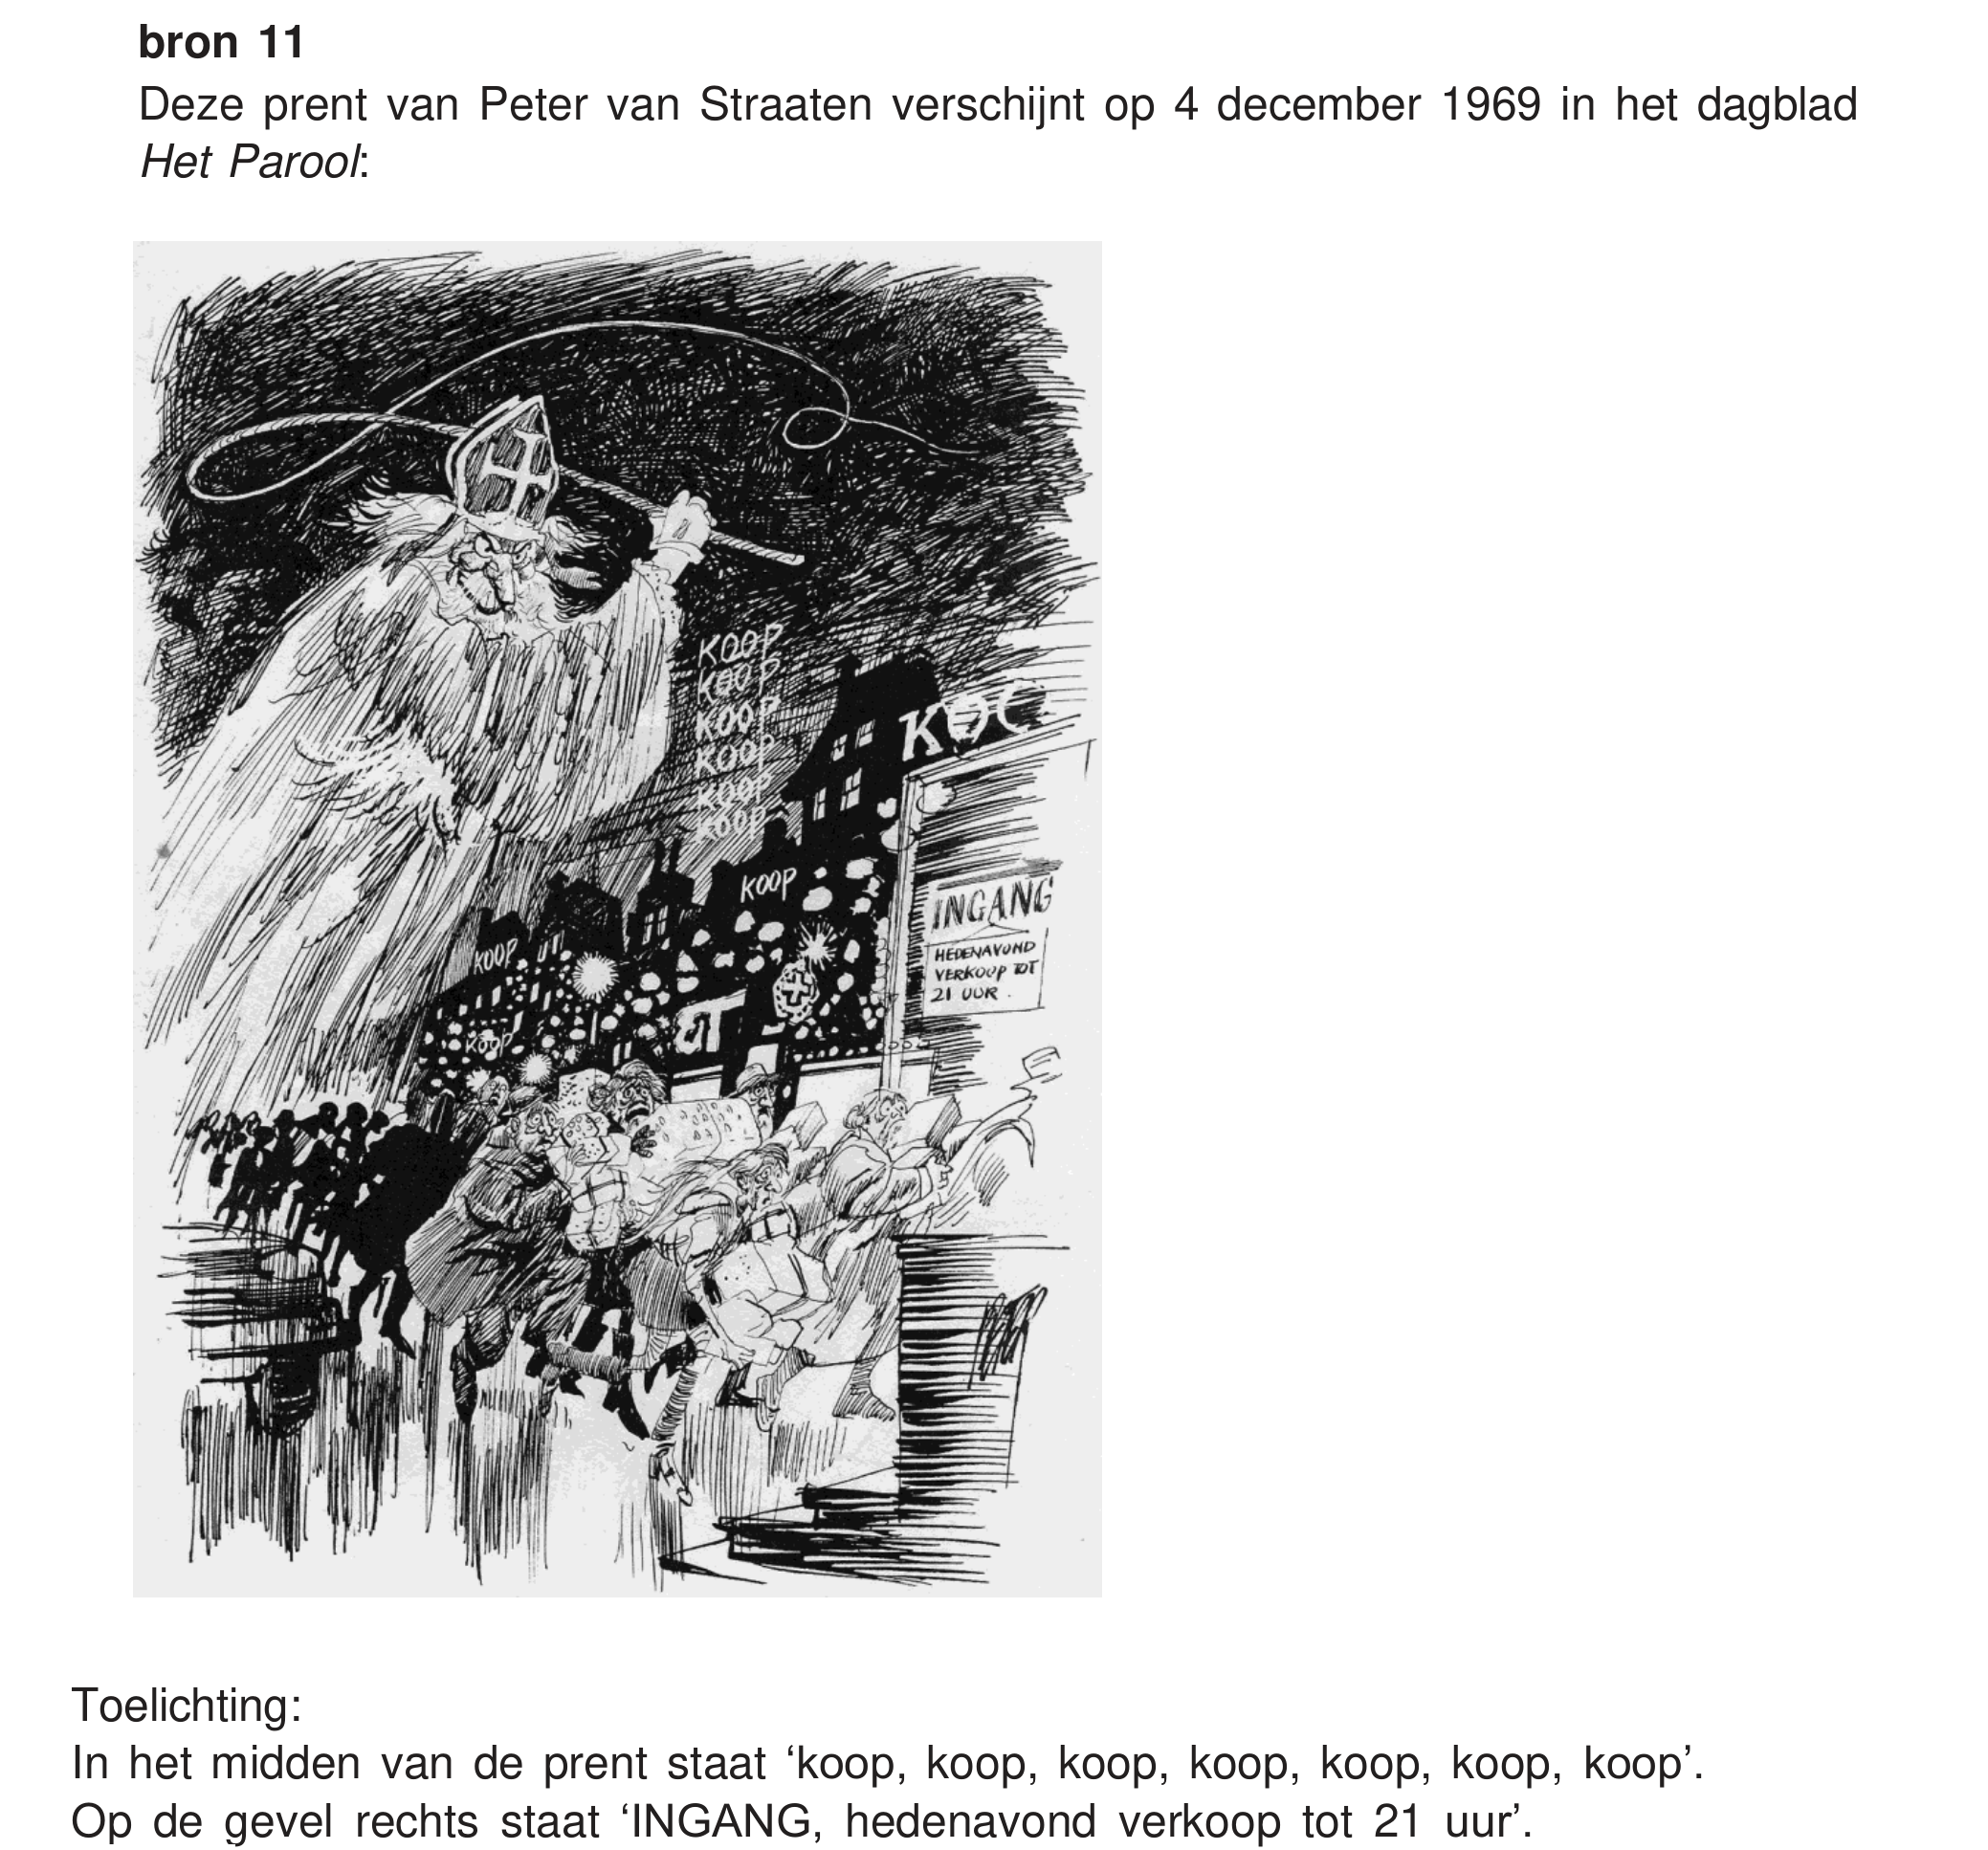 bron 11
Deze prent van Peter van Straaten verschijnt op 4 december 1969 in het dagblad
Het Parool:
KOOP
KOOP
KOOP
KOOP
KOOP
KOOP
KOOP
KOOP
KOOP
INGANG
HEDENAVOND
VERKOOP TOT
21 UUR.
Toelichting:
In het midden van de prent staat ‘koop, koop, koop, koop, koop, koop, koop’.
Op de gevel rechts staat ‘INGANG, hedenavond verkoop tot 21 uur’.